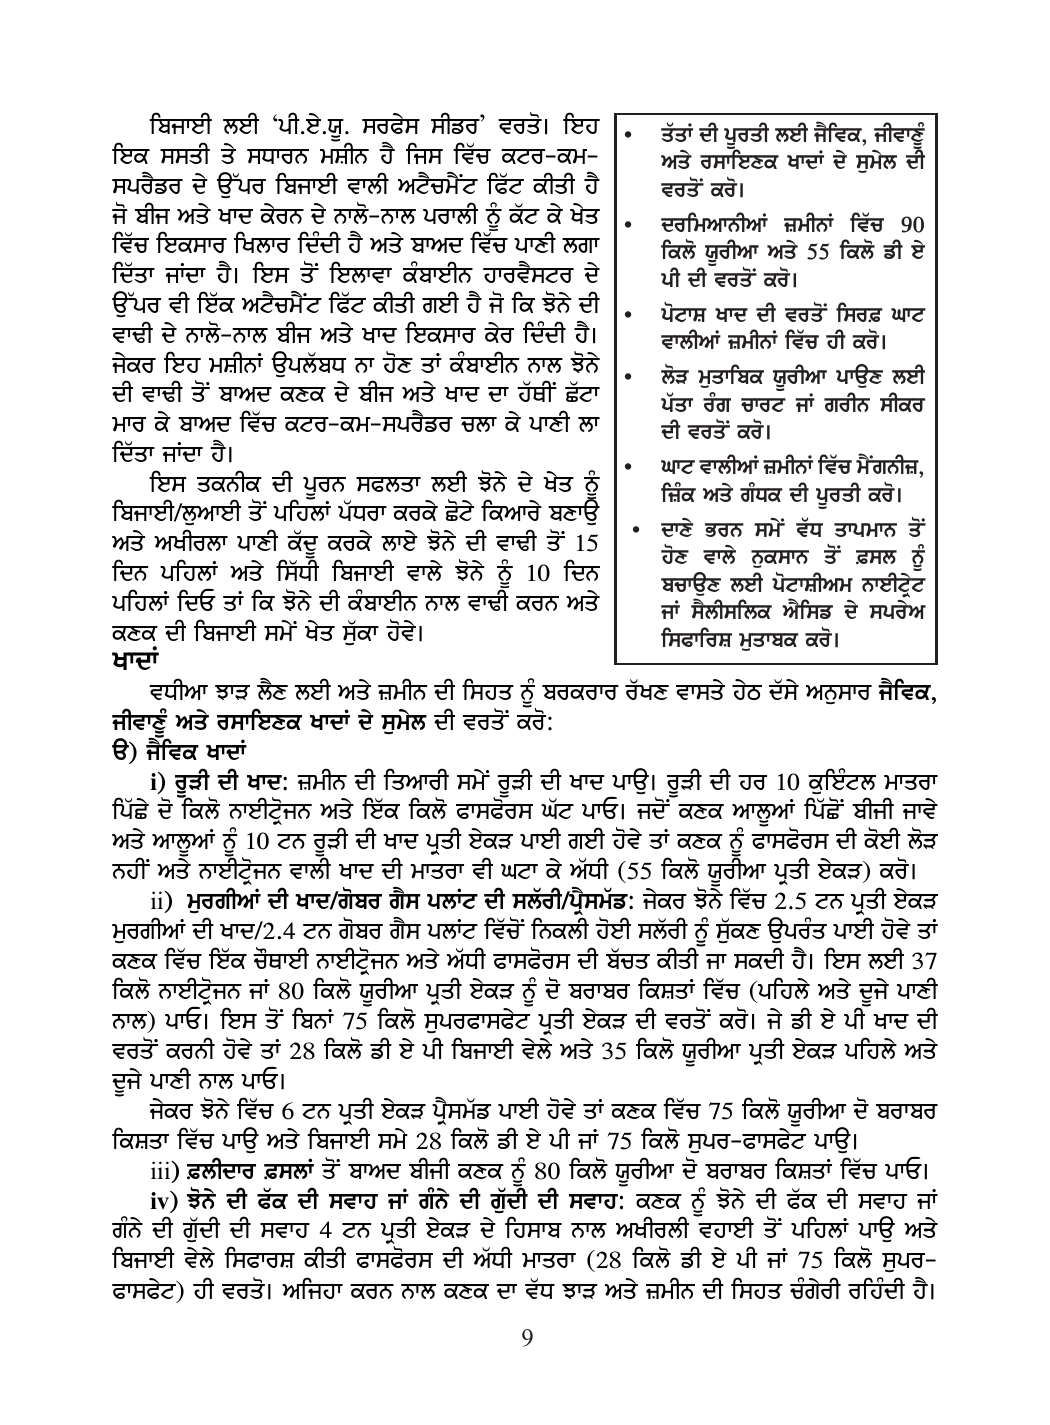 ਬਿਜਾਈ ਲਈ ‘ਪੀ.ਏ.ਯੂ. ਸਰਫੇਸ ਸੀਡਰ’ ਵਰਤੋ। ਇਹ
ਇਕ ਸਸਤੀ ਤੇ ਸਧਾਰਨ ਮਸ਼ੀਨ ਹੈ ਜਿਸ ਵਿੱਚ ਕਟਰ-ਕਮ-
ਸਪਰੈਡਰ ਦੇ ਉੱਪਰ ਬਿਜਾਈ ਵਾਲੀ ਅਟੈਚਮੈਂਟ ਫਿੱਟ ਕੀਤੀ ਹੈ
ਜੋ ਬੀਜ ਅਤੇ ਖਾਦ ਕੇਰਨ ਦੇ ਨਾਲੋ-ਨਾਲ ਪਰਾਲੀ ਨੂੰ ਕੱਟ ਕੇ ਖੇਤ
ਵਿੱਚ ਇਕਸਾਰ ਖਿਲਾਰ ਦਿੰਦੀ ਹੈ ਅਤੇ ਬਾਅਦ ਵਿੱਚ ਪਾਣੀ ਲਗਾ
ਦਿੱਤਾ ਜਾਂਦਾ ਹੈ। ਇਸ ਤੋਂ ਇਲਾਵਾ ਕੰਬਾਈਨ ਹਾਰਵੈਸਟਰ ਦੇ
ਉੱਪਰ ਵੀ ਇੱਕ ਅਟੈਚਮੈਂਟ ਫਿੱਟ ਕੀਤੀ ਗਈ ਹੈ ਜੋ ਕਿ ਝੋਨੇ ਦੀ
ਵਾਢੀ ਦੇ ਨਾਲੋ-ਨਾਲ ਬੀਜ ਅਤੇ ਖਾਦ ਇਕਸਾਰ ਕੇਰ ਦਿੰਦੀ ਹੈ।
ਜੇਕਰ ਇਹ ਮਸ਼ੀਨਾਂ ਉਪਲੱਬਧ ਨਾ ਹੋਣ ਤਾਂ ਕੰਬਾਈਨ ਨਾਲ ਝੋਨੇ
ਦੀ ਵਾਢੀ ਤੋਂ ਬਾਅਦ ਕਣਕ ਦੇ ਬੀਜ ਅਤੇ ਖਾਦ ਦਾ ਹੱਥੀਂ ਛੱਟਾ
ਮਾਰ ਕੇ ਬਾਅਦ ਵਿੱਚ ਕਟਰ-ਕਮ-ਸਪਰੈਡਰ ਚਲਾ ਕੇ ਪਾਣੀ ਲਾ
ਦਿੱਤਾ ਜਾਂਦਾ ਹੈ।
ਇਸ ਤਕਨੀਕ ਦੀ ਪੂਰਨ ਸਫਲਤਾ ਲਈ ਝੋਨੇ ਦੇ ਖੇਤ ਨੂੰ
ਬਿਜਾਈ/ਲੁਆਈ ਤੋਂ ਪਹਿਲਾਂ ਪੱਧਰਾ ਕਰਕੇ ਛੋਟੇ ਕਿਆਰੇ ਬਣਾਉ
ਅਤੇ ਅਖੀਰਲਾ ਪਾਣੀ ਕੱਦੂ ਕਰਕੇ ਲਾਏ ਝੋਨੇ ਦੀ ਵਾਢੀ ਤੋਂ 15
ਦਿਨ ਪਹਿਲਾਂ ਅਤੇ ਸਿੱਧੀ ਬਿਜਾਈ ਵਾਲੇ ਝੋਨੇ ਨੂੰ 10 ਦਿਨ
ਪਹਿਲਾਂ ਦਿਓ ਤਾਂ ਕਿ ਝੋਨੇ ਦੀ ਕੰਬਾਈਨ ਨਾਲ ਵਾਢੀ ਕਰਨ ਅਤੇ
ਕਣਕ ਦੀ ਬਿਜਾਈ ਸਮੇਂ ਖੇਤ ਸੁੱਕਾ ਹੋਵੇ।
• ਤੱਤਾਂ ਦੀ ਪੂਰਤੀ ਲਈ ਜੈਵਿਕ, ਜੀਵਾਣੂੰ
ਅਤੇ ਰਸਾਇਣਕ ਖਾਦਾਂ ਦੇ ਸੁਮੇਲ ਦੀ
ਵਰਤੋਂ ਕਰੋ।
• ਦਰਮਿਆਨੀਆਂ ਜ਼ਮੀਨਾਂ ਵਿੱਚ 90
ਕਿਲੋ ਯੂਰੀਆ ਅਤੇ 55 ਕਿਲੋ ਡੀ ਏ
ਪੀ ਦੀ ਵਰਤੋਂ ਕਰੋ।
• ਪੋਟਾਸ਼ ਖਾਦ ਦੀ ਵਰਤੋਂ ਸਿਰਫ਼ ਘਾਟ
ਵਾਲੀਆਂ ਜ਼ਮੀਨਾਂ ਵਿੱਚ ਹੀ ਕਰੋ।
• ਲੋੜ ਮੁਤਾਬਿਕ ਯੂਰੀਆ ਪਾਉਣ ਲਈ
ਪੱਤਾ ਰੰਗ ਚਾਰਟ ਜਾਂ ਗਰੀਨ ਸੀਕਰ
ਦੀ ਵਰਤੋਂ ਕਰੋ।
• ਘਾਟ ਵਾਲੀਆਂ ਜ਼ਮੀਨਾਂ ਵਿੱਚ ਮੈਂਗਨੀਜ਼,
ਜ਼ਿੰਕ ਅਤੇ ਗੰਧਕ ਦੀ ਪੂਰਤੀ ਕਰੋ।
• ਦਾਣੇ ਭਰਨ ਸਮੇਂ ਵੱਧ ਤਾਪਮਾਨ ਤੋਂ
ਹੋਣ ਵਾਲੇ ਨੁਕਸਾਨ ਤੋਂ ਫ਼ਸਲ ਨੂੰ
ਬਚਾਉਣ ਲਈ ਪੋਟਾਸ਼ੀਅਮ ਨਾਈਟ੍ਰੇਟ
ਜਾਂ ਸੈਲੀਸਲਿਕ ਐਸਿਡ ਦੇ ਸਪਰੇਅ
ਸਿਫਾਰਿਸ਼ ਮੁਤਾਬਕ ਕਰੋ।
ਖਾਦਾਂ
ਵਧੀਆ ਝਾੜ ਲੈਣ ਲਈ ਅਤੇ ਜ਼ਮੀਨ ਦੀ ਸਿਹਤ ਨੂੰ ਬਰਕਰਾਰ ਰੱਖਣ ਵਾਸਤੇ ਹੇਠ ਦੱਸੇ ਅਨੁਸਾਰ ਜੈਵਿਕ,
ਜੀਵਾਣੂੰ ਅਤੇ ਰਸਾਇਣਕ ਖਾਦਾਂ ਦੇ ਸੁਮੇਲ ਦੀ ਵਰਤੋਂ ਕਰੋ:
ੳ) ਜੈਵਿਕ ਖਾਦਾਂ
i) ਰੂੜੀ ਦੀ ਖਾਦ: ਜ਼ਮੀਨ ਦੀ ਤਿਆਰੀ ਸਮੇਂ ਰੂੜੀ ਦੀ ਖਾਦ ਪਾਉ। ਰੂੜੀ ਦੀ ਹਰ 10 ਕੁਇੰਟਲ ਮਾਤਰਾ
ਪਿੱਛੇ ਦੋ ਕਿਲੋ ਨਾਈਟ੍ਰੋਜਨ ਅਤੇ ਇੱਕ ਕਿਲੋ ਫਾਸਫੋਰਸ ਘੱਟ ਪਾਓ। ਜਦੋਂ ਕਣਕ ਆਲੂਆਂ ਪਿੱਛੋਂ ਬੀਜੀ ਜਾਵੇ
ਅਤੇ ਆਲੂਆਂ ਨੂੰ 10 ਟਨ ਰੂੜੀ ਦੀ ਖਾਦ ਪ੍ਰਤੀ ਏਕੜ ਪਾਈ ਗਈ ਹੋਵੇ ਤਾਂ ਕਣਕ ਨੂੰ ਫਾਸਫੋਰਸ ਦੀ ਕੋਈ ਲੋੜ
ਨਹੀਂ ਅਤੇ ਨਾਈਟ੍ਰੋਜਨ ਵਾਲੀ ਖਾਦ ਦੀ ਮਾਤਰਾ ਵੀ ਘਟਾ ਕੇ ਅੱਧੀ (55 ਕਿਲੋ ਯੂਰੀਆ ਪ੍ਰਤੀ ਏਕੜ) ਕਰੋ।
ii) ਮੁਰਗੀਆਂ ਦੀ ਖਾਦ/ਗੋਬਰ ਗੈਸ ਪਲਾਂਟ ਦੀ ਸਲੱਰੀ/ਪ੍ਰੈਸਮੱਡ: ਜੇਕਰ ਝੋਨੇ ਵਿੱਚ 2.5 ਟਨ ਪ੍ਰਤੀ ਏਕੜ
ਮੁਰਗੀਆਂ ਦੀ ਖਾਦ/2.4 ਟਨ ਗੋਬਰ ਗੈਸ ਪਲਾਂਟ ਵਿੱਚੋਂ ਨਿਕਲੀ ਹੋਈ ਸਲੱਰੀ ਨੂੰ ਸੁੱਕਣ ਉਪਰੰਤ ਪਾਈ ਹੋਵੇ ਤਾਂ
ਕਣਕ ਵਿੱਚ ਇੱਕ ਚੌਥਾਈ ਨਾਈਟ੍ਰੋਜਨ ਅਤੇ ਅੱਧੀ ਫਾਸਫੋਰਸ ਦੀ ਬੱਚਤ ਕੀਤੀ ਜਾ ਸਕਦੀ ਹੈ। ਇਸ ਲਈ 37
ਕਿਲੋ ਨਾਈਟ੍ਰੋਜਨ ਜਾਂ 80 ਕਿਲੋ ਯੂਰੀਆ ਪ੍ਰਤੀ ਏਕੜ ਨੂੰ ਦੋ ਬਰਾਬਰ ਕਿਸ਼ਤਾਂ ਵਿੱਚ (ਪਹਿਲੇ ਅਤੇ ਦੂਜੇ ਪਾਣੀ
ਨਾਲ) ਪਾਓ। ਇਸ ਤੋਂ ਬਿਨਾਂ 75 ਕਿਲੋ ਸੁਪਰਫਾਸਫੇਟ ਪ੍ਰਤੀ ਏਕੜ ਦੀ ਵਰਤੋਂ ਕਰੋ। ਜੇ ਡੀ ਏ ਪੀ ਖਾਦ ਦੀ
ਵਰਤੋਂ ਕਰਨੀ ਹੋਵੇ ਤਾਂ 28 ਕਿਲੋ ਡੀ ਏ ਪੀ ਬਿਜਾਈ ਵੇਲੇ ਅਤੇ 35 ਕਿਲੋ ਯੂਰੀਆ ਪ੍ਰਤੀ ਏਕੜ ਪਹਿਲੇ ਅਤੇ
ਦੂਜੇ ਪਾਣੀ ਨਾਲ ਪਾਓ।
ਜੇਕਰ ਝੋਨੇ ਵਿੱਚ 6 ਟਨ ਪ੍ਰਤੀ ਏਕੜ ਪ੍ਰੈਸਮੱਡ ਪਾਈ ਹੋਵੇ ਤਾਂ ਕਣਕ ਵਿੱਚ 75 ਕਿਲੋ ਯੂਰੀਆ ਦੋ ਬਰਾਬਰ
ਕਿਸ਼ਤਾ ਵਿੱਚ ਪਾਉ ਅਤੇ ਬਿਜਾਈ ਸਮੇ 28 ਕਿਲੋ ਡੀ ਏ ਪੀ ਜਾਂ 75 ਕਿਲੋ ਸੁਪਰ-ਫਾਸਫੇਟ ਪਾਉ।
iii) ਫ਼ਲੀਦਾਰ ਫ਼ਸਲਾਂ ਤੋਂ ਬਾਅਦ ਬੀਜੀ ਕਣਕ ਨੂੰ 80 ਕਿਲੋ ਯੂਰੀਆ ਦੋ ਬਰਾਬਰ ਕਿਸ਼ਤਾਂ ਵਿੱਚ ਪਾਓ।
iv) ਝੋਨੇ ਦੀ ਫੱਕ ਦੀ ਸਵਾਹ ਜਾਂ ਗੰਨੇ ਦੀ ਗੁੱਦੀ ਦੀ ਸਵਾਹ: ਕਣਕ ਨੂੰ ਝੋਨੇ ਦੀ ਫੱਕ ਦੀ ਸਵਾਹ ਜਾਂ
ਗੰਨੇ ਦੀ ਗੁੱਦੀ ਦੀ ਸਵਾਹ 4 ਟਨ ਪ੍ਰਤੀ ਏਕੜ ਦੇ ਹਿਸਾਬ ਨਾਲ ਅਖੀਰਲੀ ਵਹਾਈ ਤੋਂ ਪਹਿਲਾਂ ਪਾਉ ਅਤੇ
ਬਿਜਾਈ ਵੇਲੇ ਸਿਫਾਰਸ਼ ਕੀਤੀ ਫਾਸਫੋਰਸ ਦੀ ਅੱਧੀ ਮਾਤਰਾ (28 ਕਿਲੋ ਡੀ ਏ ਪੀ ਜਾਂ 75 ਕਿਲੋ ਸੁਪਰ-
ਫਾਸਫੇਟ) ਹੀ ਵਰਤੋ। ਅਜਿਹਾ ਕਰਨ ਨਾਲ ਕਣਕ ਦਾ ਵੱਧ ਝਾੜ ਅਤੇ ਜ਼ਮੀਨ ਦੀ ਸਿਹਤ ਚੰਗੇਰੀ ਰਹਿੰਦੀ ਹੈ।
9